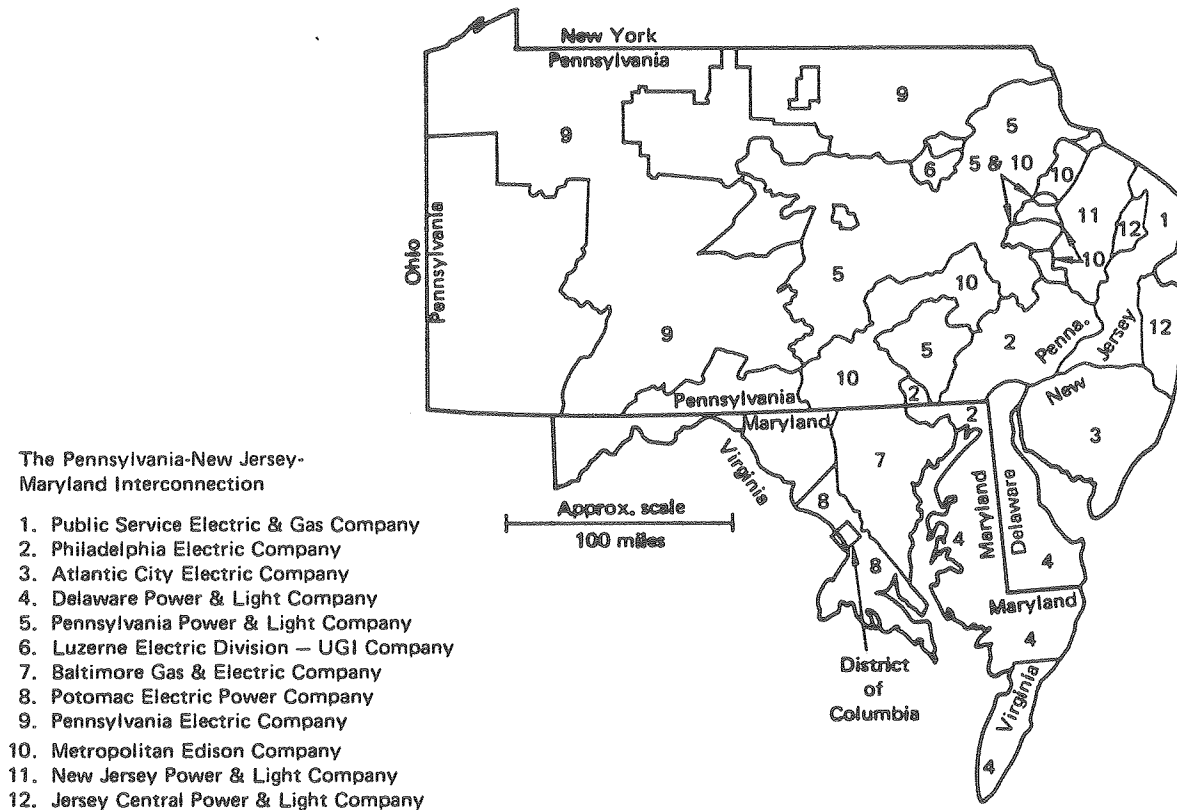 New York
Pennsylvania
9
9
5
6
5 & 10
10
11
12
1
Ohio
Pennsylvania
10
5
10
9
2
Penna.
Jersey
12
5
10
2
New
Pennsylvania
Maryland
2
3
7
Virginia
8
Maryland
Delaware
4
4
Approx. scale
100 miles
8
Maryland
4
District
of
Columbia
Virginia
4
The Pennsylvania-New Jersey-
Maryland Interconnection
1. Public Service Electric & Gas Company
2. Philadelphia Electric Company
3. Atlantic City Electric Company
4. Delaware Power & Light Company
5. Pennsylvania Power & Light Company
6. Luzerne Electric Division — UGI Company
7. Baltimore Gas & Electric Company
8. Potomac Electric Power Company
9. Pennsylvania Electric Company
10. Metropolitan Edison Company
11. New Jersey Power & Light Company
12. Jersey Central Power & Light Company